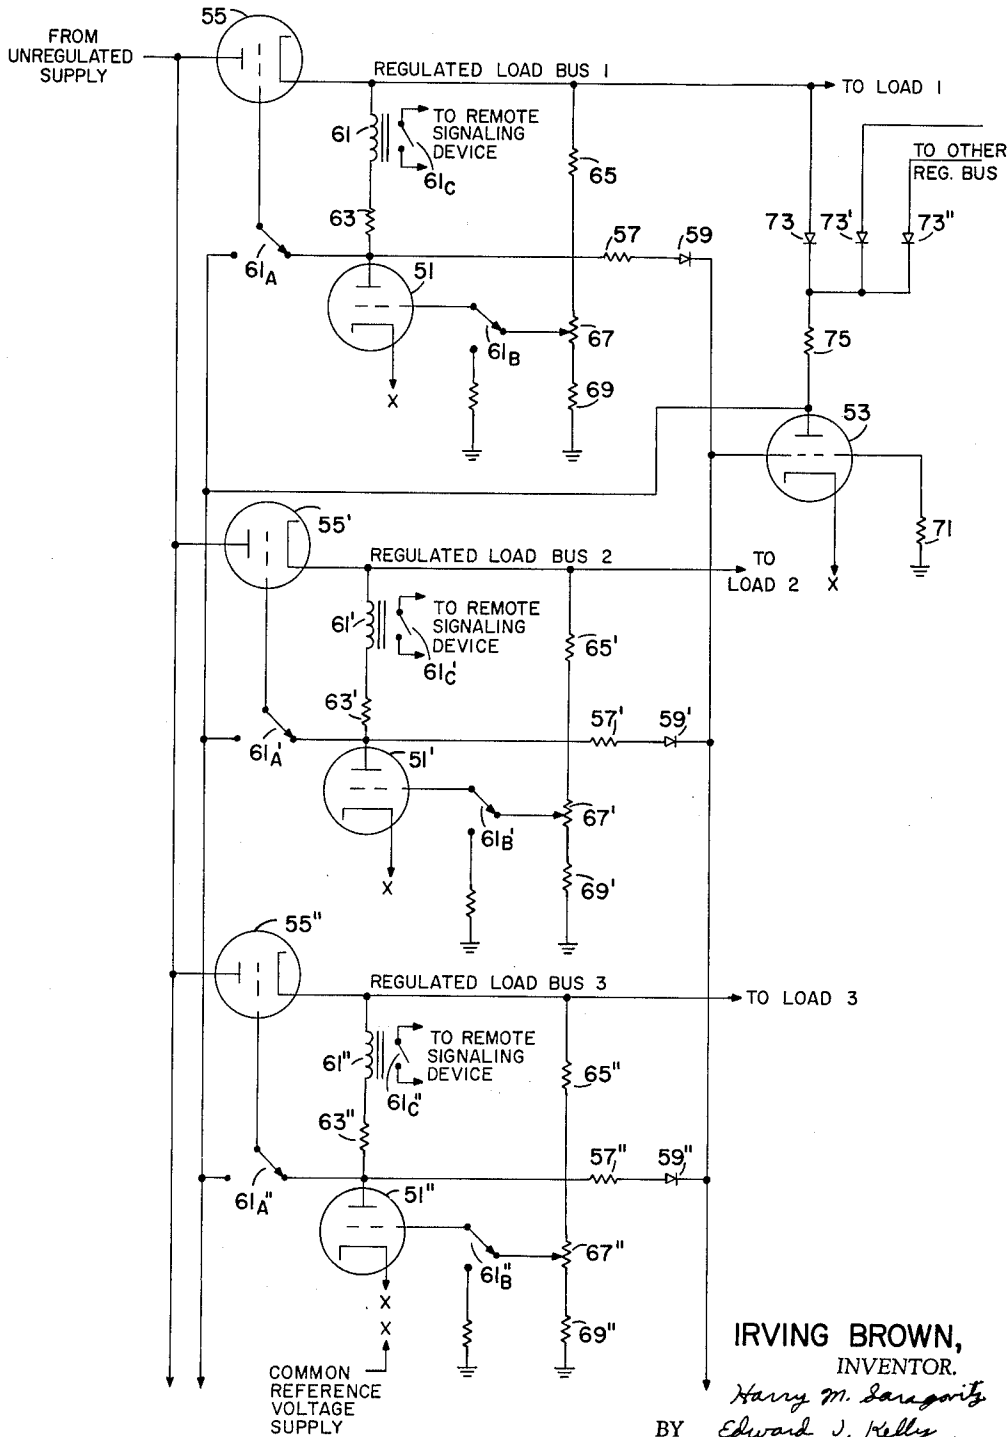 55
FROM
UNREGULATED
SUPPLY
REGULATED LOAD BUS 1
TO LOAD 1
61
TO REMOTE
SIGNALING
DEVICE
61C
65
TO OTHER
REG. BUS
63
73
73'
73"
57
59
61A
51
61B
67
75
X
69
53
55'
71
REGULATED LOAD BUS 2
TO
LOAD 2
X
61'
TO REMOTE
SIGNALING
DEVICE
61C'
65'
63'
57'
59'
61A'
51'
61B'
67'
X
69'
55"
REGULATED LOAD BUS 3
TO LOAD 3
61"
TO REMOTE
SIGNALING
DEVICE
61C"
65"
63"
57"
59"
61A"
51"
61B"
67"
X
X
69"
COMMON
REFERENCE
VOLTAGE
SUPPLY
IRVING BROWN,
INVENTOR.
Harry M. Saragovitz
BY Edward J. Kelly